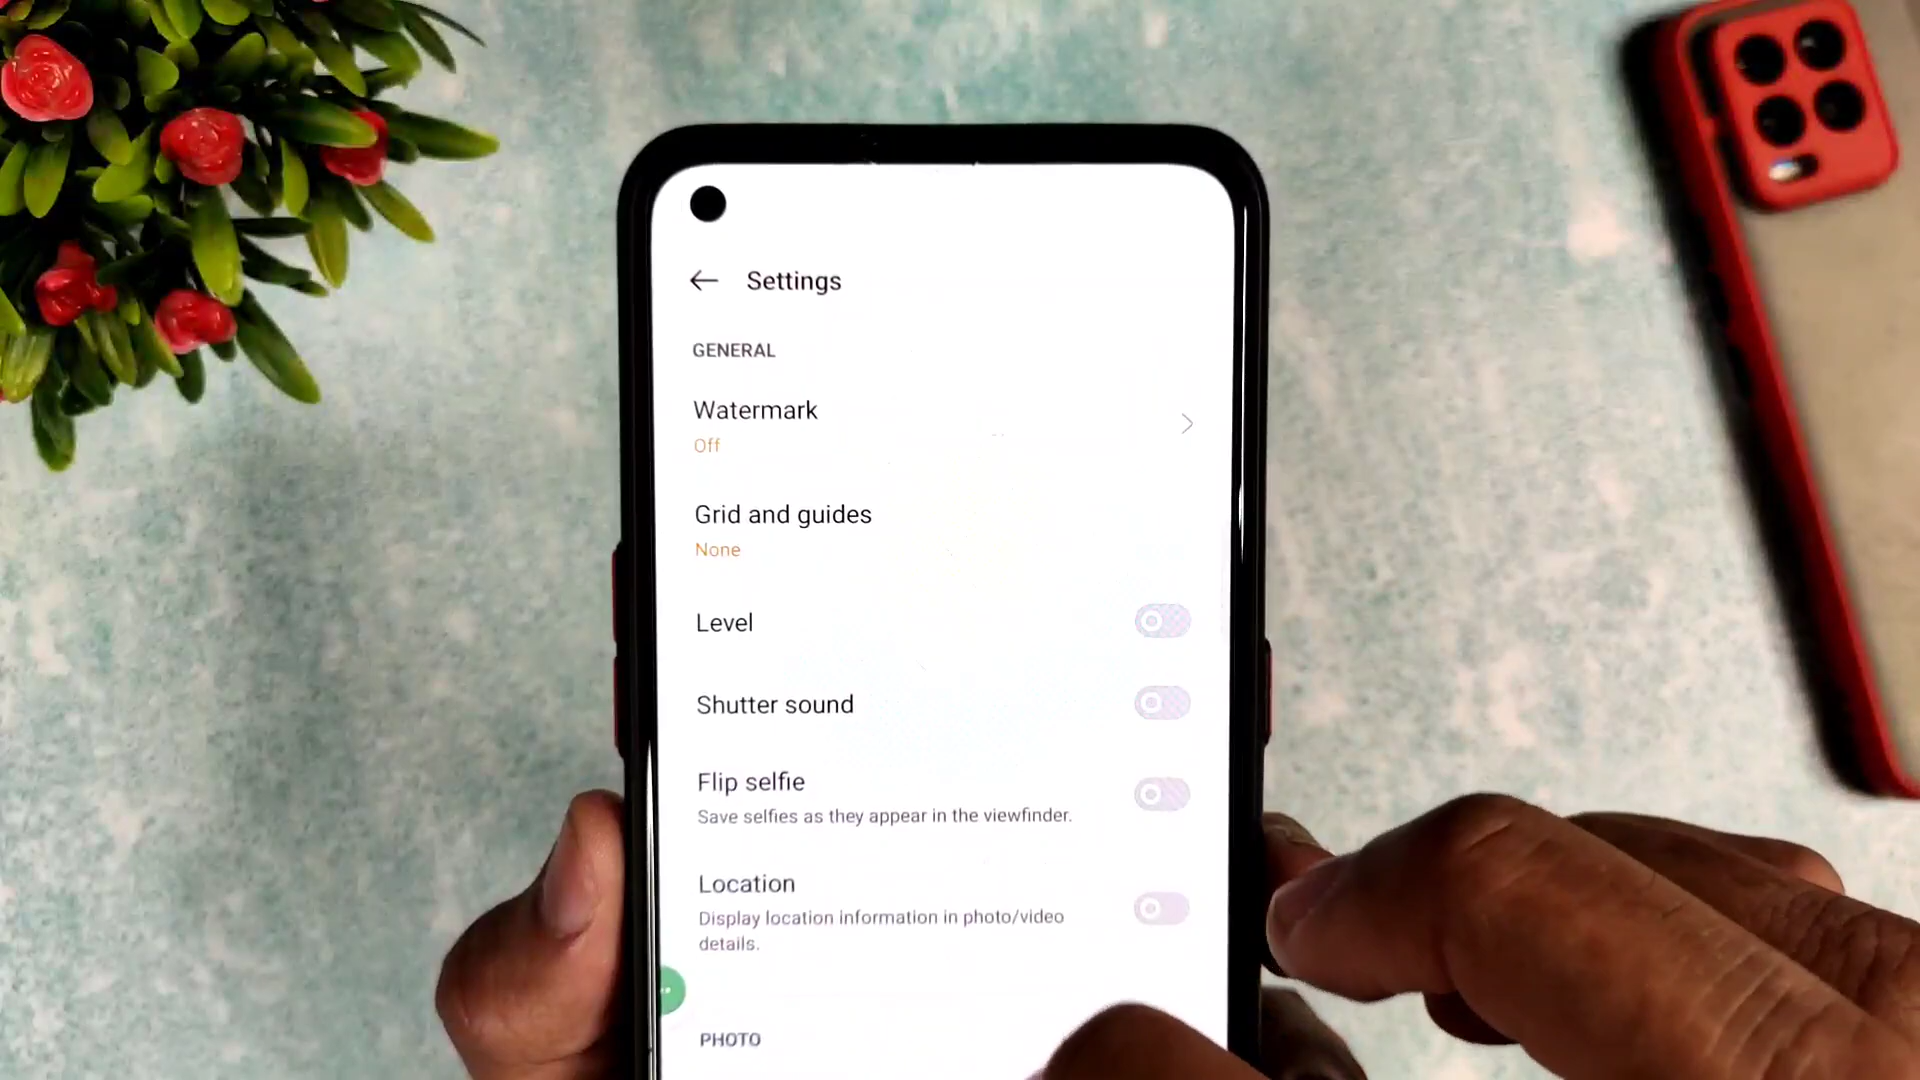 Settings
GENERAL
Watermark
Off
Grid and guides
None
Level
Shutter sound
Flip selfie
Save selfies as they appear in the viewfinder.
Location
Display location information in photo/video
details.
PHOTO